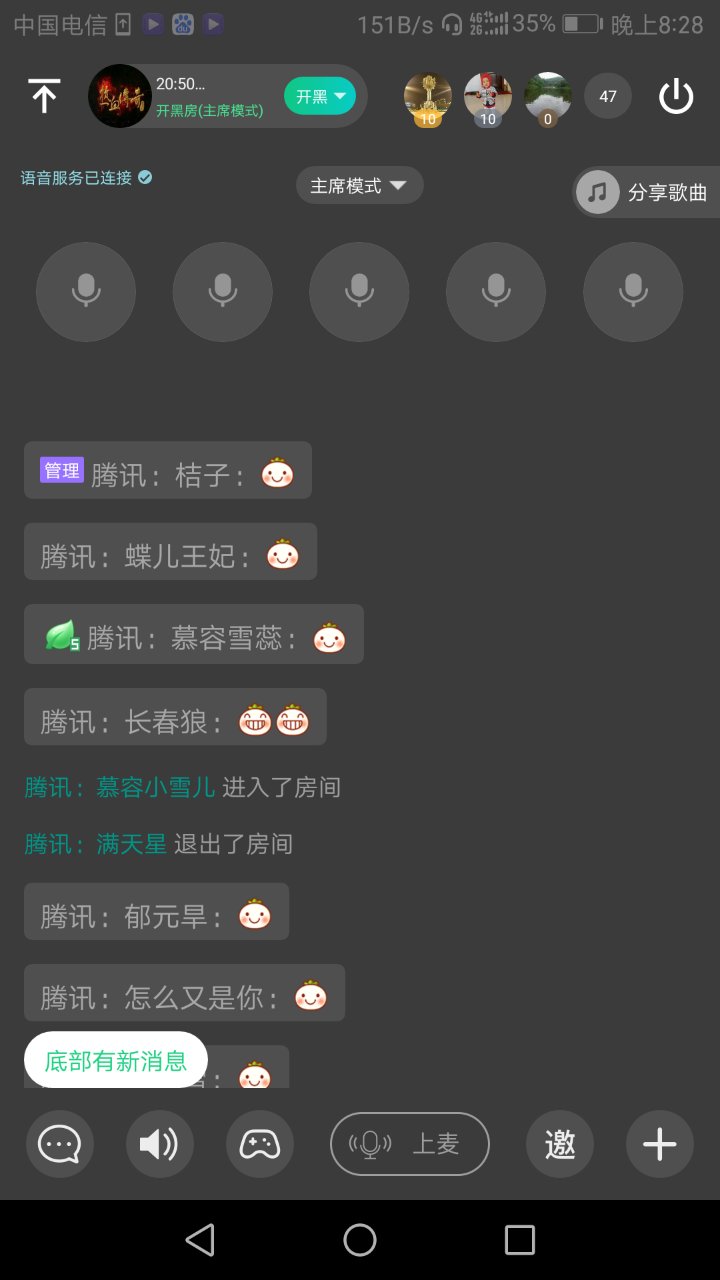 中国电信 151B/s 4G 2G 35% 晚上8:28
热血传奇 20:50...
开黑房(主席模式) 开黑 10 10 0 47
语音服务已连接 主席模式 分享歌曲
管理 腾讯：桔子：
腾讯：蝶儿王妃：
5 腾讯：慕容雪蕊：
腾讯：长春狼：
腾讯：慕容小雪儿 进入了房间
腾讯：满天星 退出了房间
腾讯：郁元旱：
腾讯：怎么又是你：
底部有新消息
上麦 邀